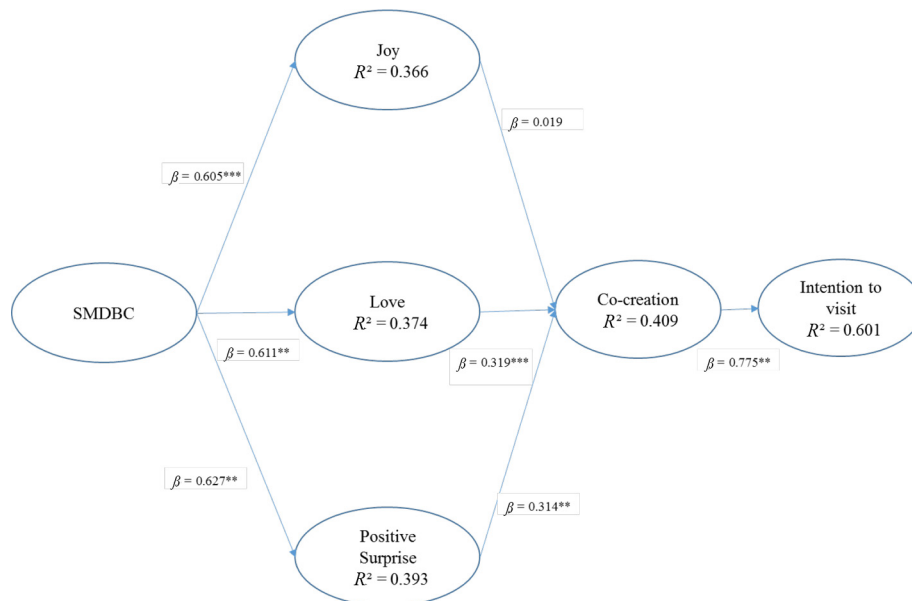 Joy
R² = 0.366
β = 0.019
β = 0.605***
SMDBC
Love
R² = 0.374
Co-creation
R² = 0.409
Intention to
visit
R² = 0.601
β = 0.611**
β = 0.319***
β = 0.775**
β = 0.627**
β = 0.314**
Positive
Surprise
R² = 0.393